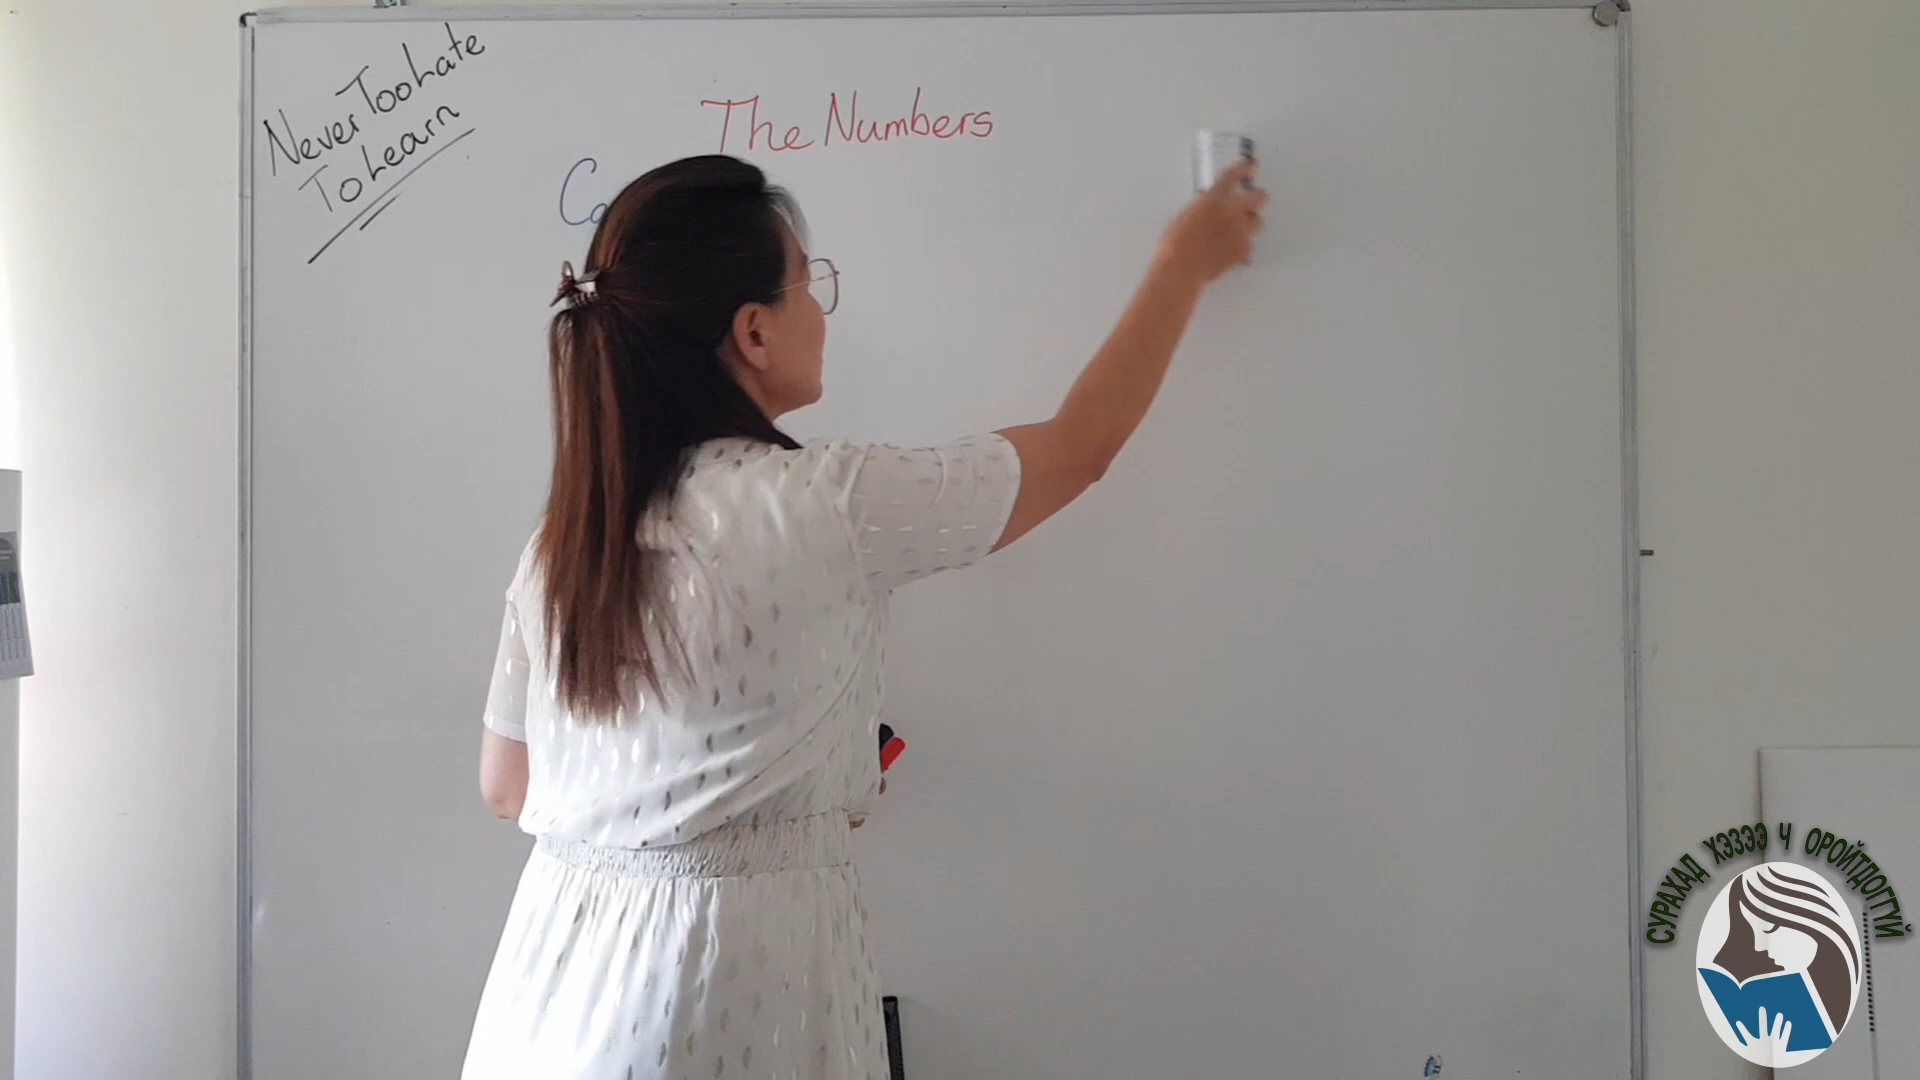 Never Too Late
To Learn
The Numbers
Ca
СУРАХАД ХЭЗЭЭ Ч ОРОЙТДОГГҮЙ